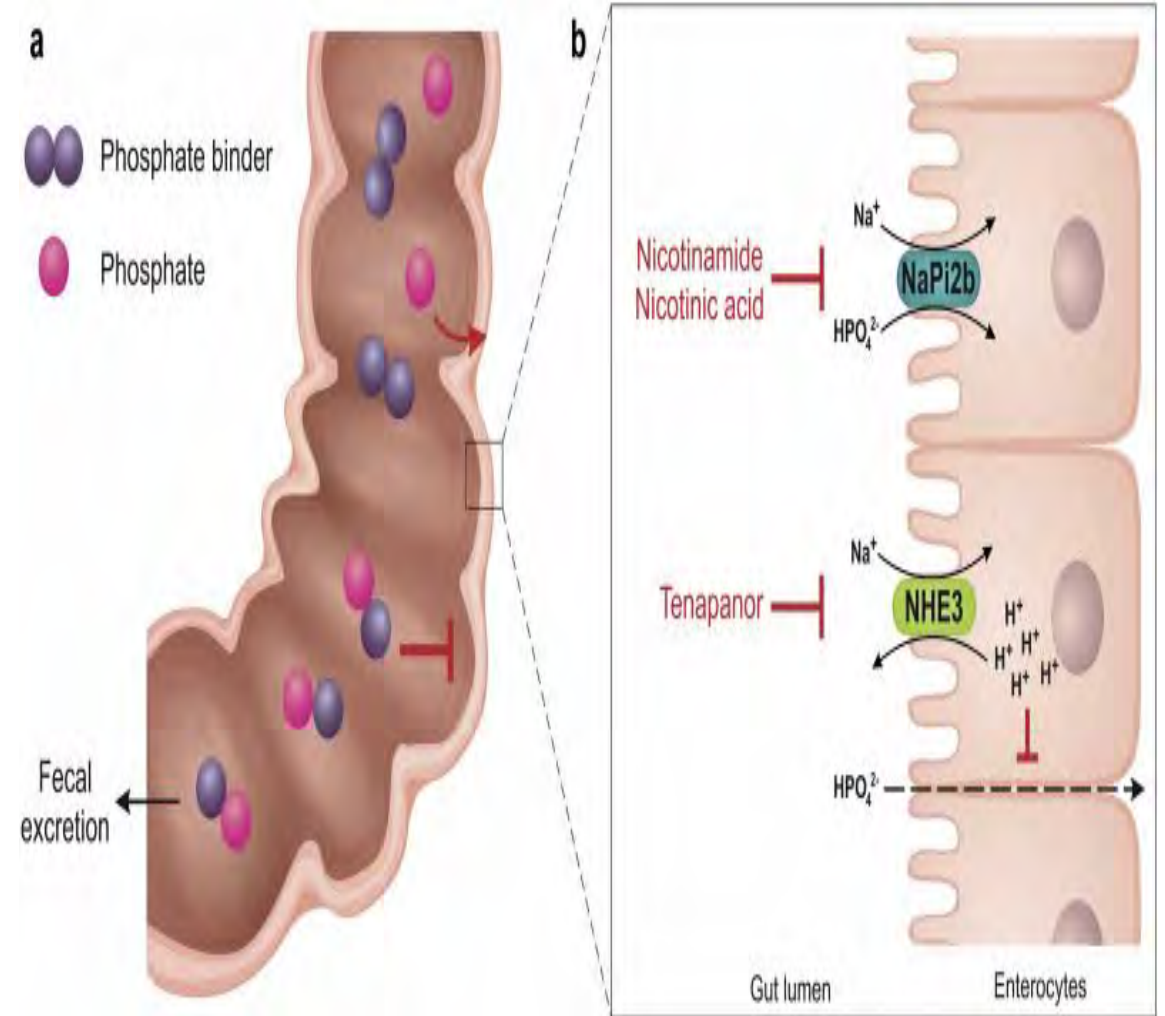 a
Phosphate binder
Phosphate
Fecal
excretion
b
Nicotinamide
Nicotinic acid
Na⁺
NaPi2b
HPO₄²⁻
Tenapanor
Na⁺
NHE3
H⁺
H⁺
H⁺
H⁺
H⁺
HPO₄²⁻
Gut lumen
Enterocytes